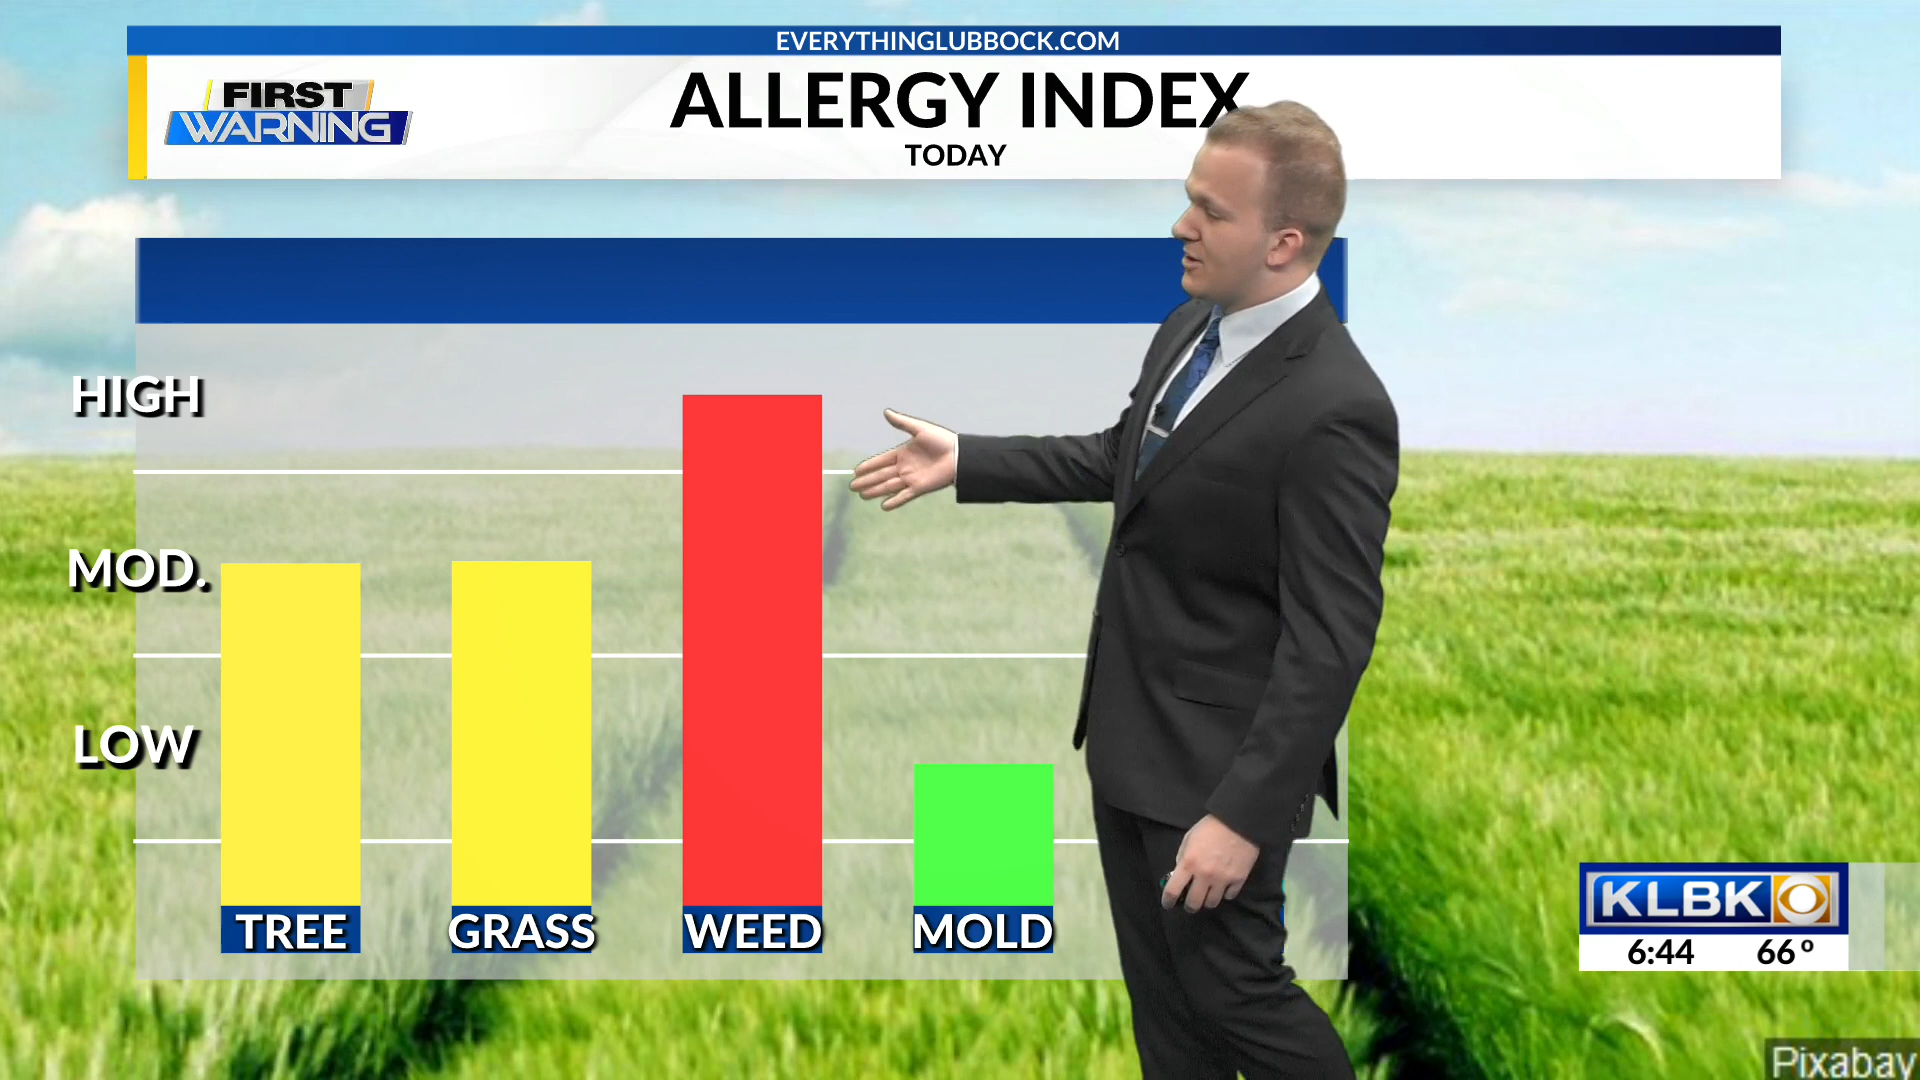 EVERYTHINGLUBBOCK.COM
FIRST
WARNING
ALLERGY INDEX
TODAY
HIGH
MOD.
LOW
TREE
GRASS
WEED
MOLD
KLBK
6:44 66°
Pixabay